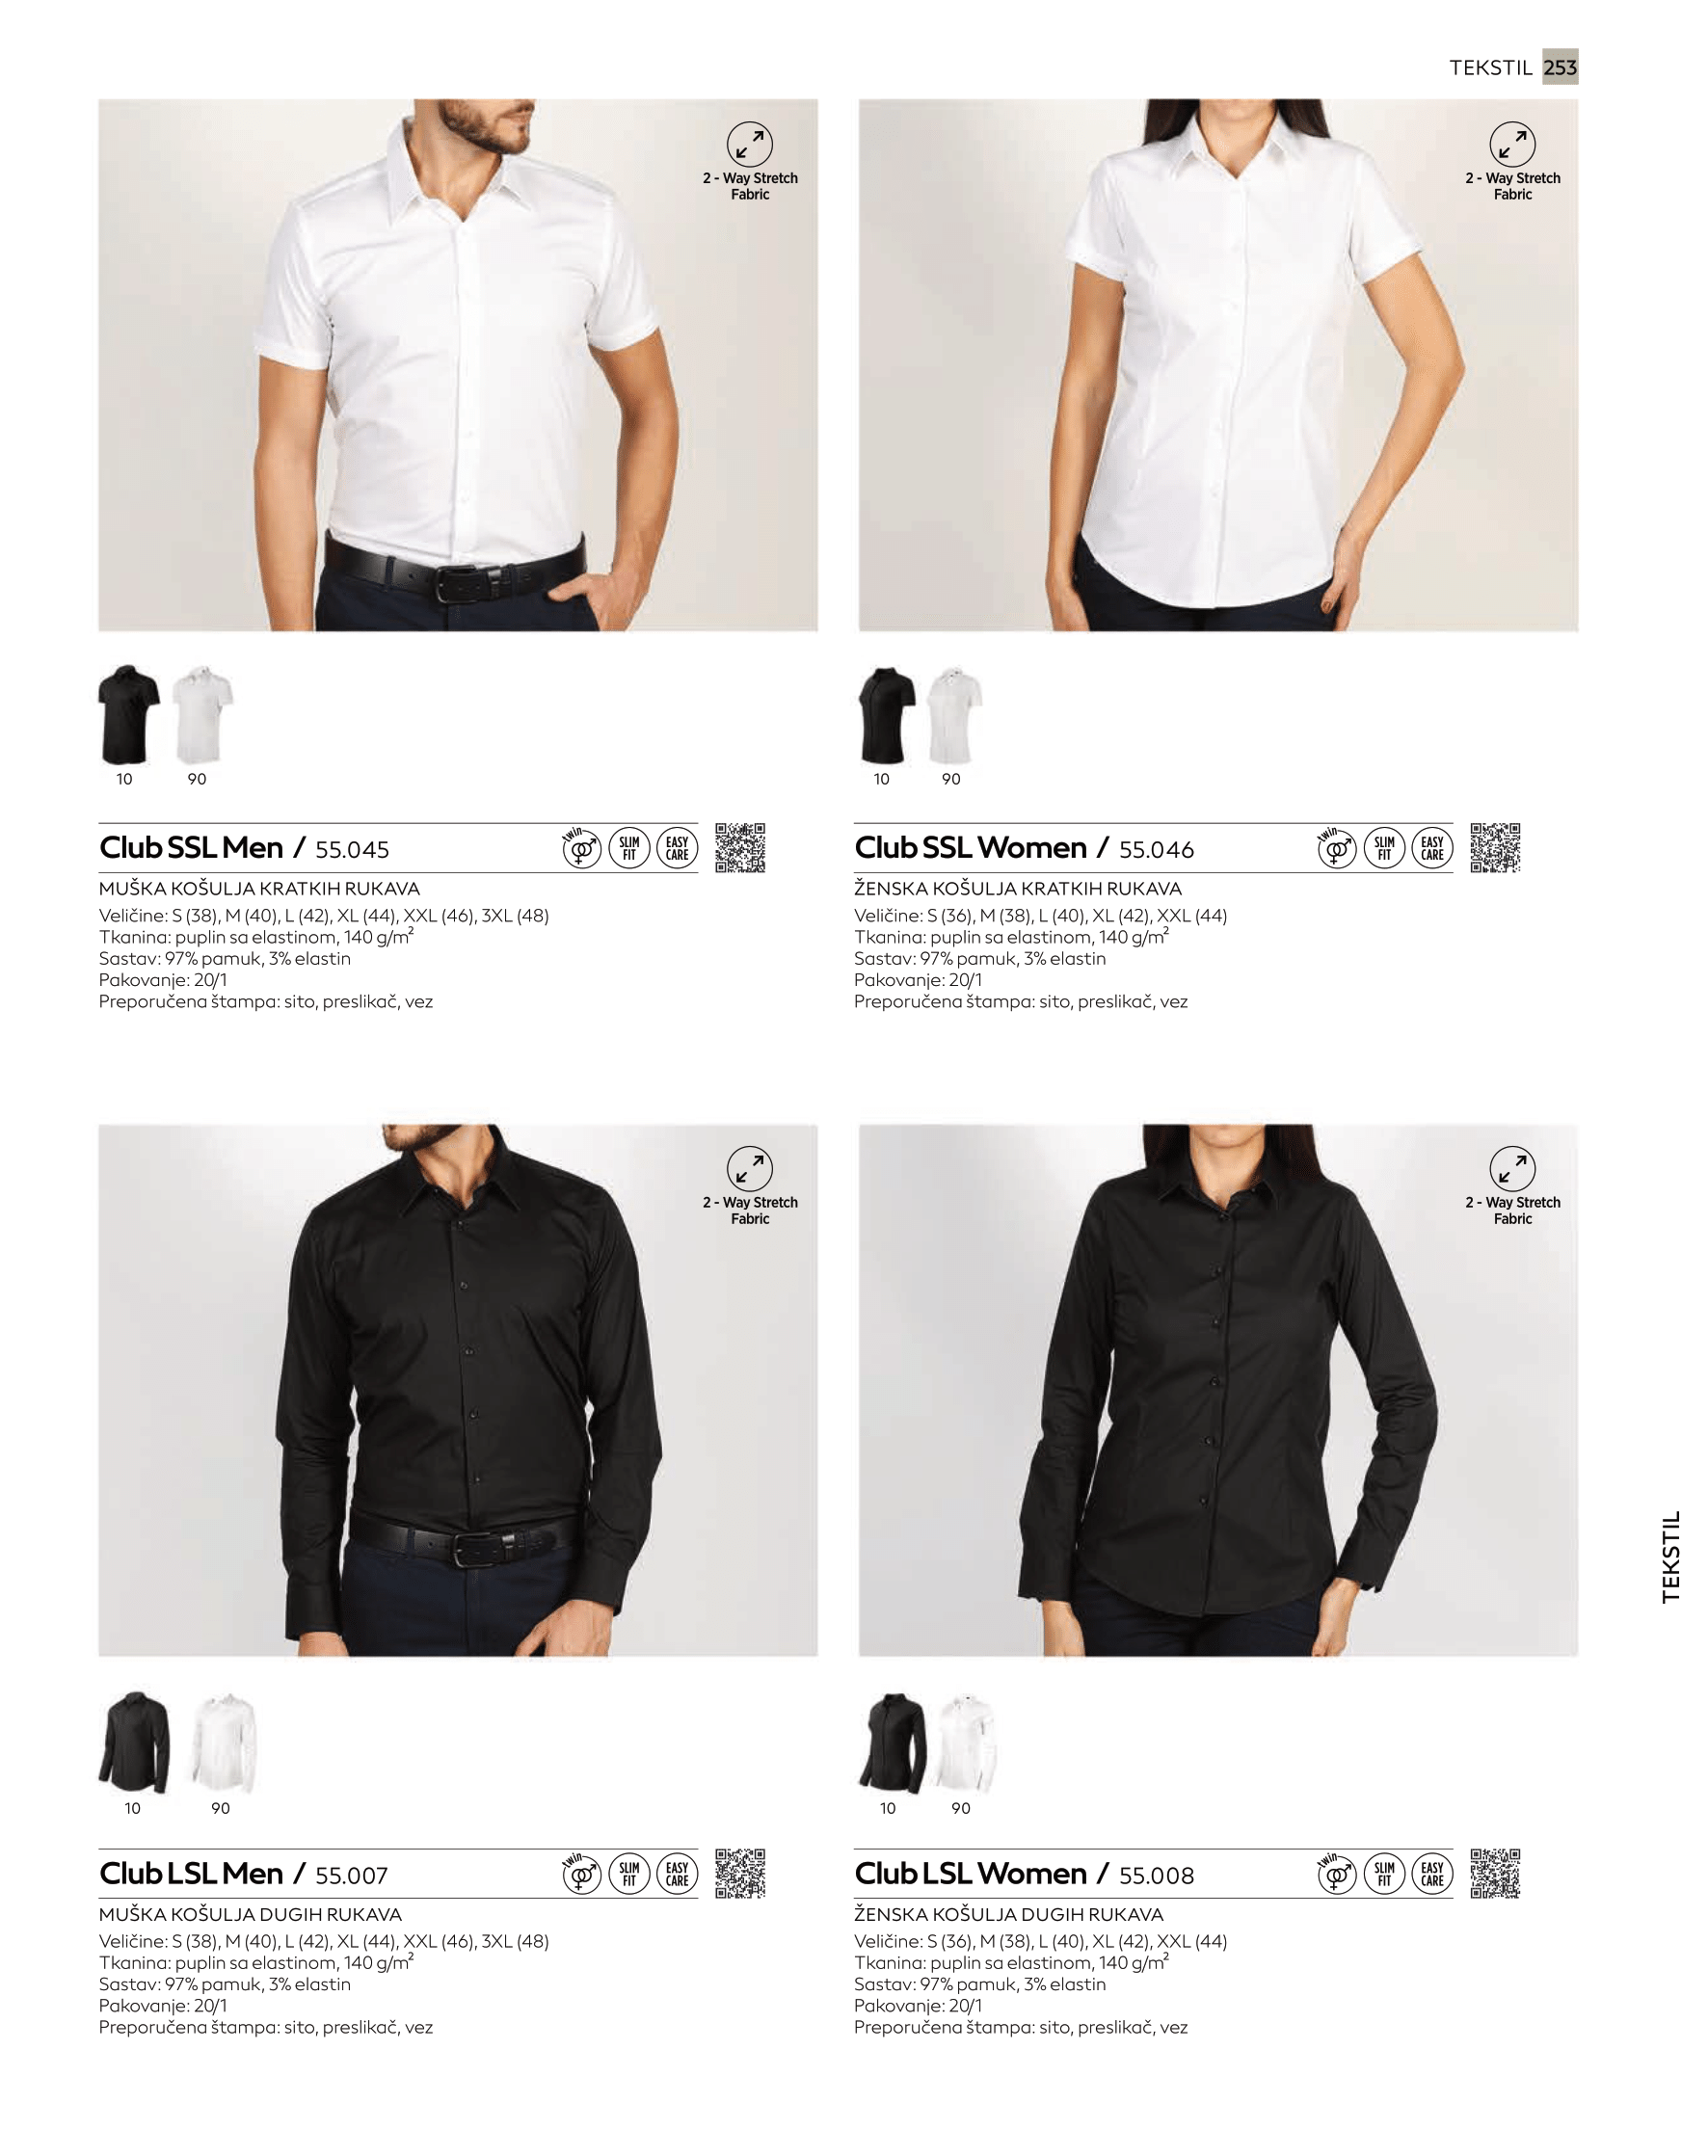 TEKSTIL 253
2 - Way Stretch
Fabric
2 - Way Stretch
Fabric
10 90
10 90
Club SSL Men / 55.045
twin
SLIM
FIT
EASY
CARE
MUŠKA KOŠULJA KRATKIH RUKAVA
Veličine: S (38), M (40), L (42), XL (44), XXL (46), 3XL (48)
Tkanina: puplin sa elastinom, 140 g/m²
Sastav: 97% pamuk, 3% elastin
Pakovanje: 20/1
Preporučena štampa: sito, preslikač, vez
Club SSL Women / 55.046
twin
SLIM
FIT
EASY
CARE
ŽENSKA KOŠULJA KRATKIH RUKAVA
Veličine: S (36), M (38), L (40), XL (42), XXL (44)
Tkanina: puplin sa elastinom, 140 g/m²
Sastav: 97% pamuk, 3% elastin
Pakovanje: 20/1
Preporučena štampa: sito, preslikač, vez
2 - Way Stretch
Fabric
2 - Way Stretch
Fabric
10 90
10 90
Club LSL Men / 55.007
twin
SLIM
FIT
EASY
CARE
MUŠKA KOŠULJA DUGIH RUKAVA
Veličine: S (38), M (40), L (42), XL (44), XXL (46), 3XL (48)
Tkanina: puplin sa elastinom, 140 g/m²
Sastav: 97% pamuk, 3% elastin
Pakovanje: 20/1
Preporučena štampa: sito, preslikač, vez
Club LSL Women / 55.008
twin
SLIM
FIT
EASY
CARE
ŽENSKA KOŠULJA DUGIH RUKAVA
Veličine: S (36), M (38), L (40), XL (42), XXL (44)
Tkanina: puplin sa elastinom, 140 g/m²
Sastav: 97% pamuk, 3% elastin
Pakovanje: 20/1
Preporučena štampa: sito, preslikač, vez
TEKSTIL